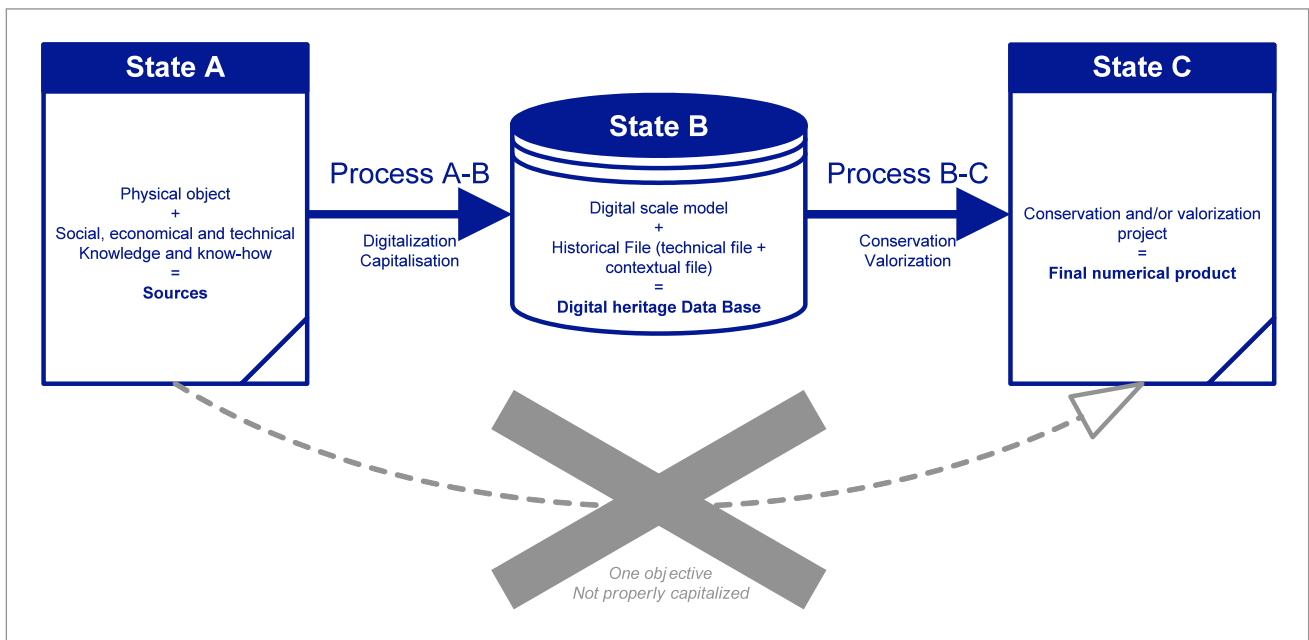 State A
Physical object
+
Social, economical and technical
Knowledge and know-how
=
Sources
Process A-B
Digitalization
Capitalisation
State B
Digital scale model
+
Historical File (technical file +
contextual file)
=
Digital heritage Data Base
Process B-C
Conservation
Valorization
State C
Conservation and/or valorization
project
=
Final numerical product
One objective
Not properly capitalized